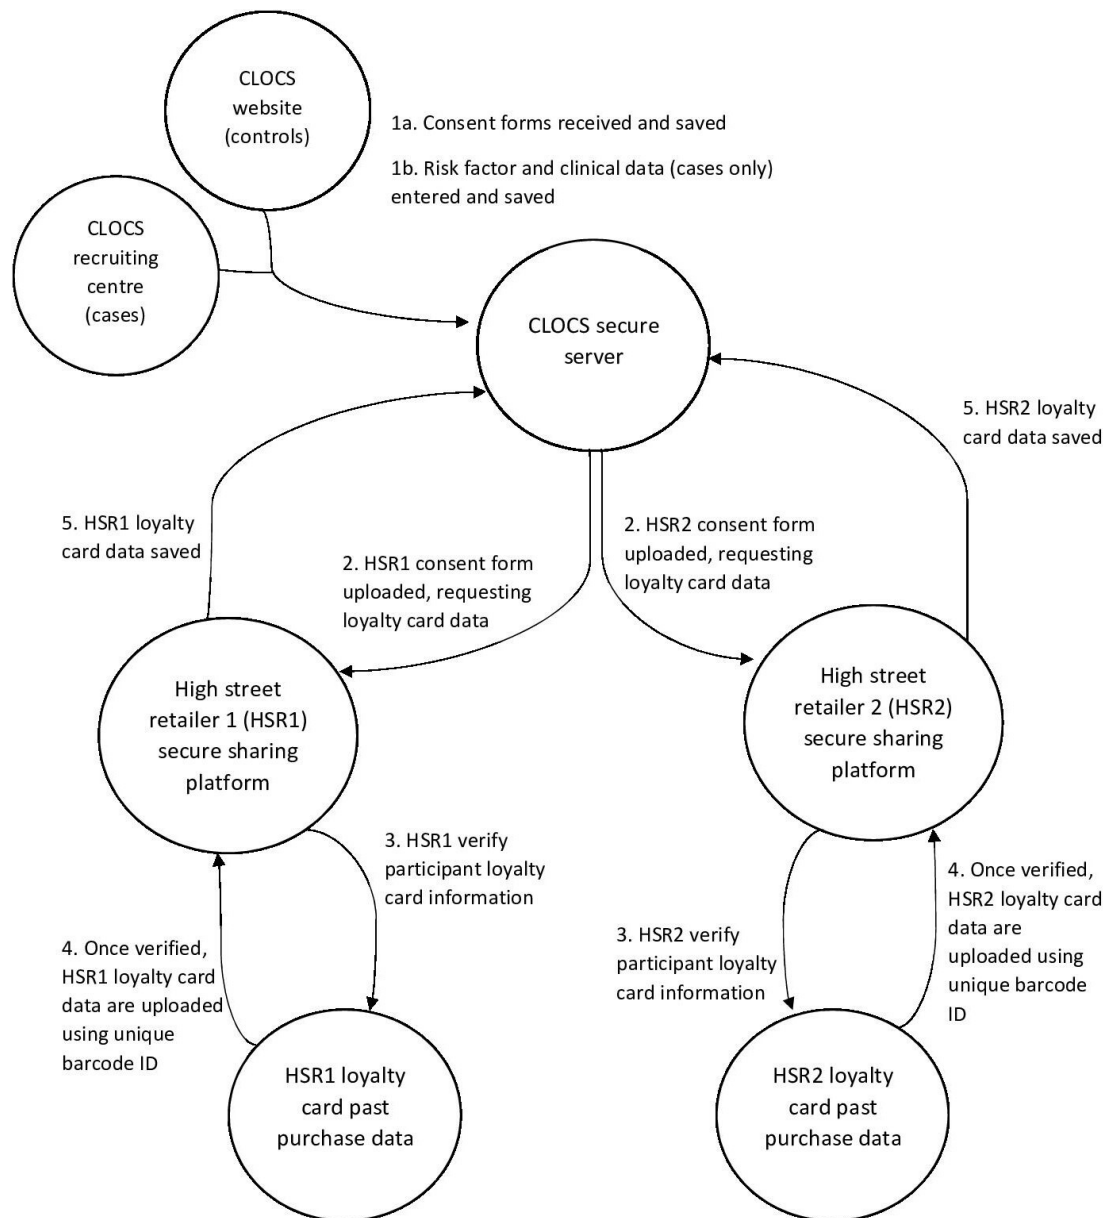 CLOCS
website
(controls)
1a. Consent forms received and saved
1b. Risk factor and clinical data (cases only)
entered and saved
CLOCS
recruiting
centre
(cases)
CLOCS secure
server
5. HSR2 loyalty
card data saved
5. HSR1 loyalty
card data saved
2. HSR1 consent form
uploaded, requesting
loyalty card data
2. HSR2 consent form
uploaded, requesting
loyalty card data
High street
retailer 1 (HSR1)
secure sharing
platform
High street
retailer 2 (HSR2)
secure sharing
platform
3. HSR1 verify
participant loyalty
card information
4. Once verified,
HSR1 loyalty card
data are uploaded
using unique
barcode ID
3. HSR2 verify
participant loyalty
card information
4. Once verified,
HSR2 loyalty card
data are
uploaded using
unique barcode
ID
HSR1 loyalty
card past
purchase data
HSR2 loyalty
card past
purchase data